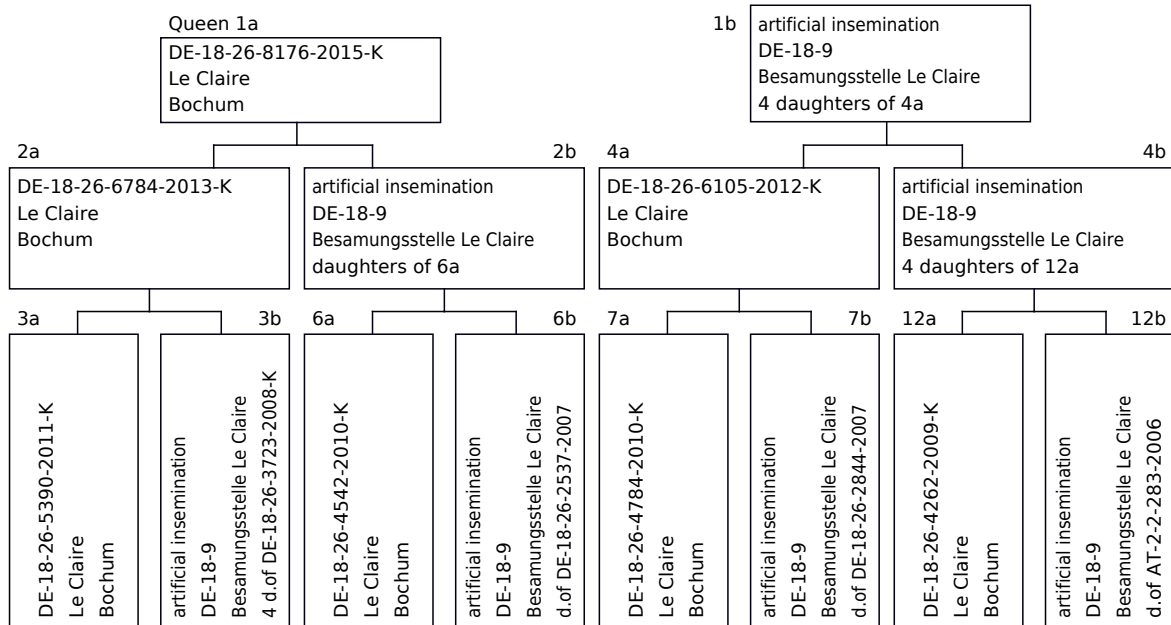 Queen 1a
DE-18-26-8176-2015-K
Le Claire
Bochum
1b
artificial insemination
DE-18-9
Besamungsstelle Le Claire
4 daughters of 4a
2a
DE-18-26-6784-2013-K
Le Claire
Bochum
2b
artificial insemination
DE-18-9
Besamungsstelle Le Claire
daughters of 6a
4a
DE-18-26-6105-2012-K
Le Claire
Bochum
4b
artificial insemination
DE-18-9
Besamungsstelle Le Claire
4 daughters of 12a
3a
DE-18-26-5390-2011-K
Le Claire
Bochum
3b
artificial insemination
DE-18-9
Besamungsstelle Le Claire
4 d.of DE-18-26-3723-2008-K
6a
DE-18-26-4542-2010-K
Le Claire
Bochum
6b
artificial insemination
DE-18-9
Besamungsstelle Le Claire
d.of DE-18-26-2537-2007
7a
DE-18-26-4784-2010-K
Le Claire
Bochum
7b
artificial insemination
DE-18-9
Besamungsstelle Le Claire
d.of DE-18-26-2844-2007
12a
DE-18-26-4262-2009-K
Le Claire
Bochum
12b
artificial insemination
DE-18-9
Besamungsstelle Le Claire
d.of AT-2-2-283-2006